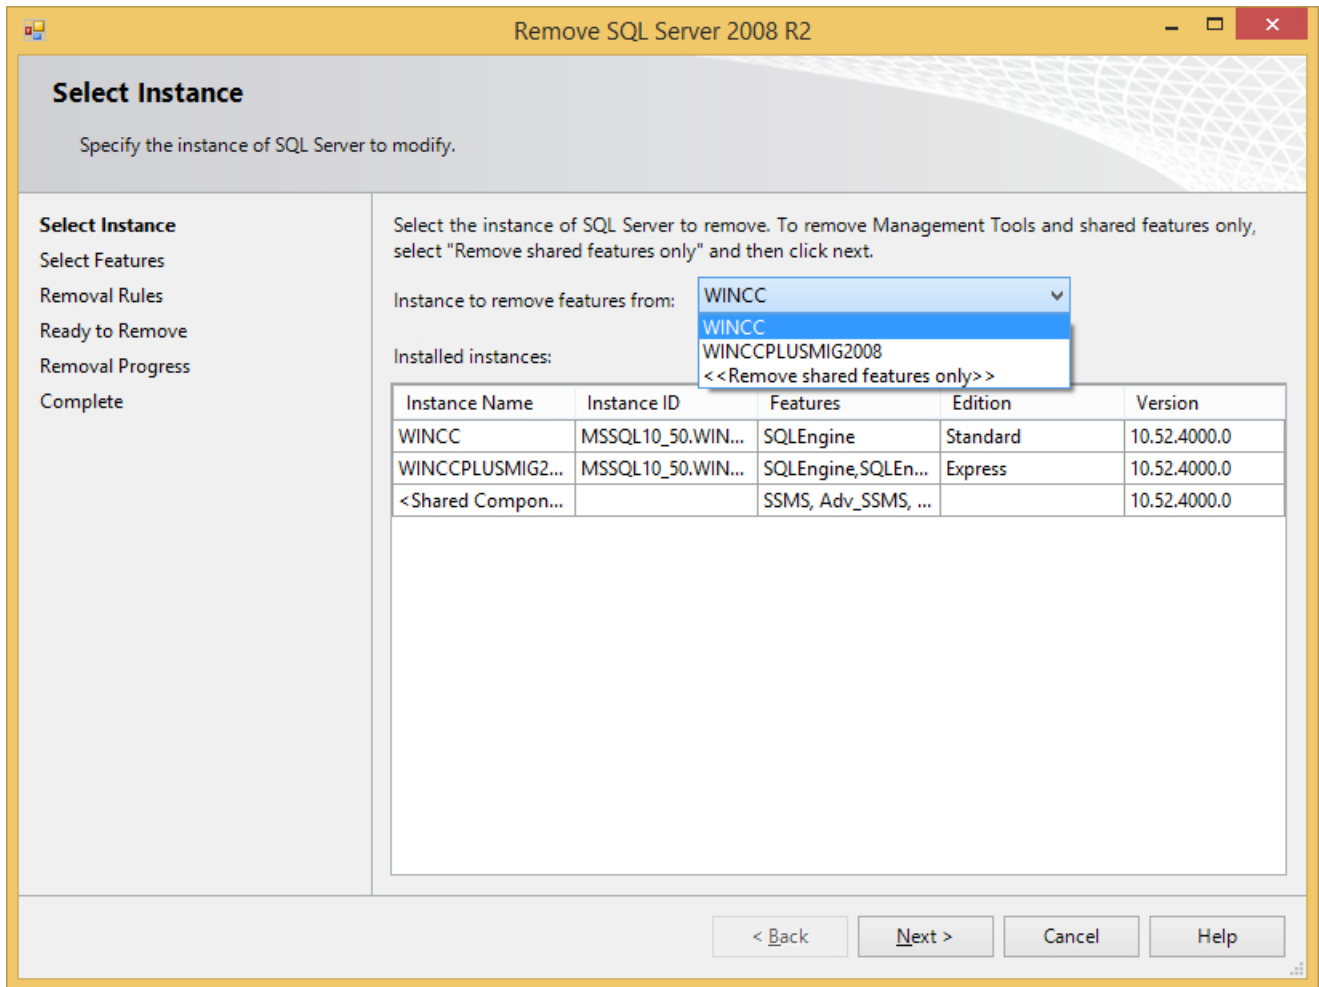 Remove SQL Server 2008 R2
Select Instance
Specify the instance of SQL Server to modify.
Select Instance
Select Features
Removal Rules
Ready to Remove
Removal Progress
Complete
Select the instance of SQL Server to remove. To remove Management Tools and shared features only,
select "Remove shared features only" and then click next.
Instance to remove features from: WINCC
WINCC
WINCCPLUSMIG2008
<<Remove shared features only>>
Installed instances:
Instance Name Instance ID Features Edition Version
WINCC MSSQL10_50.WIN... SQLEngine Standard 10.52.4000.0
WINCCPLUSMIG2... MSSQL10_50.WIN... SQLEngine,SQLEn... Express 10.52.4000.0
<Shared Compon... SSMS, Adv_SSMS, ... 10.52.4000.0
< Back Next > Cancel Help